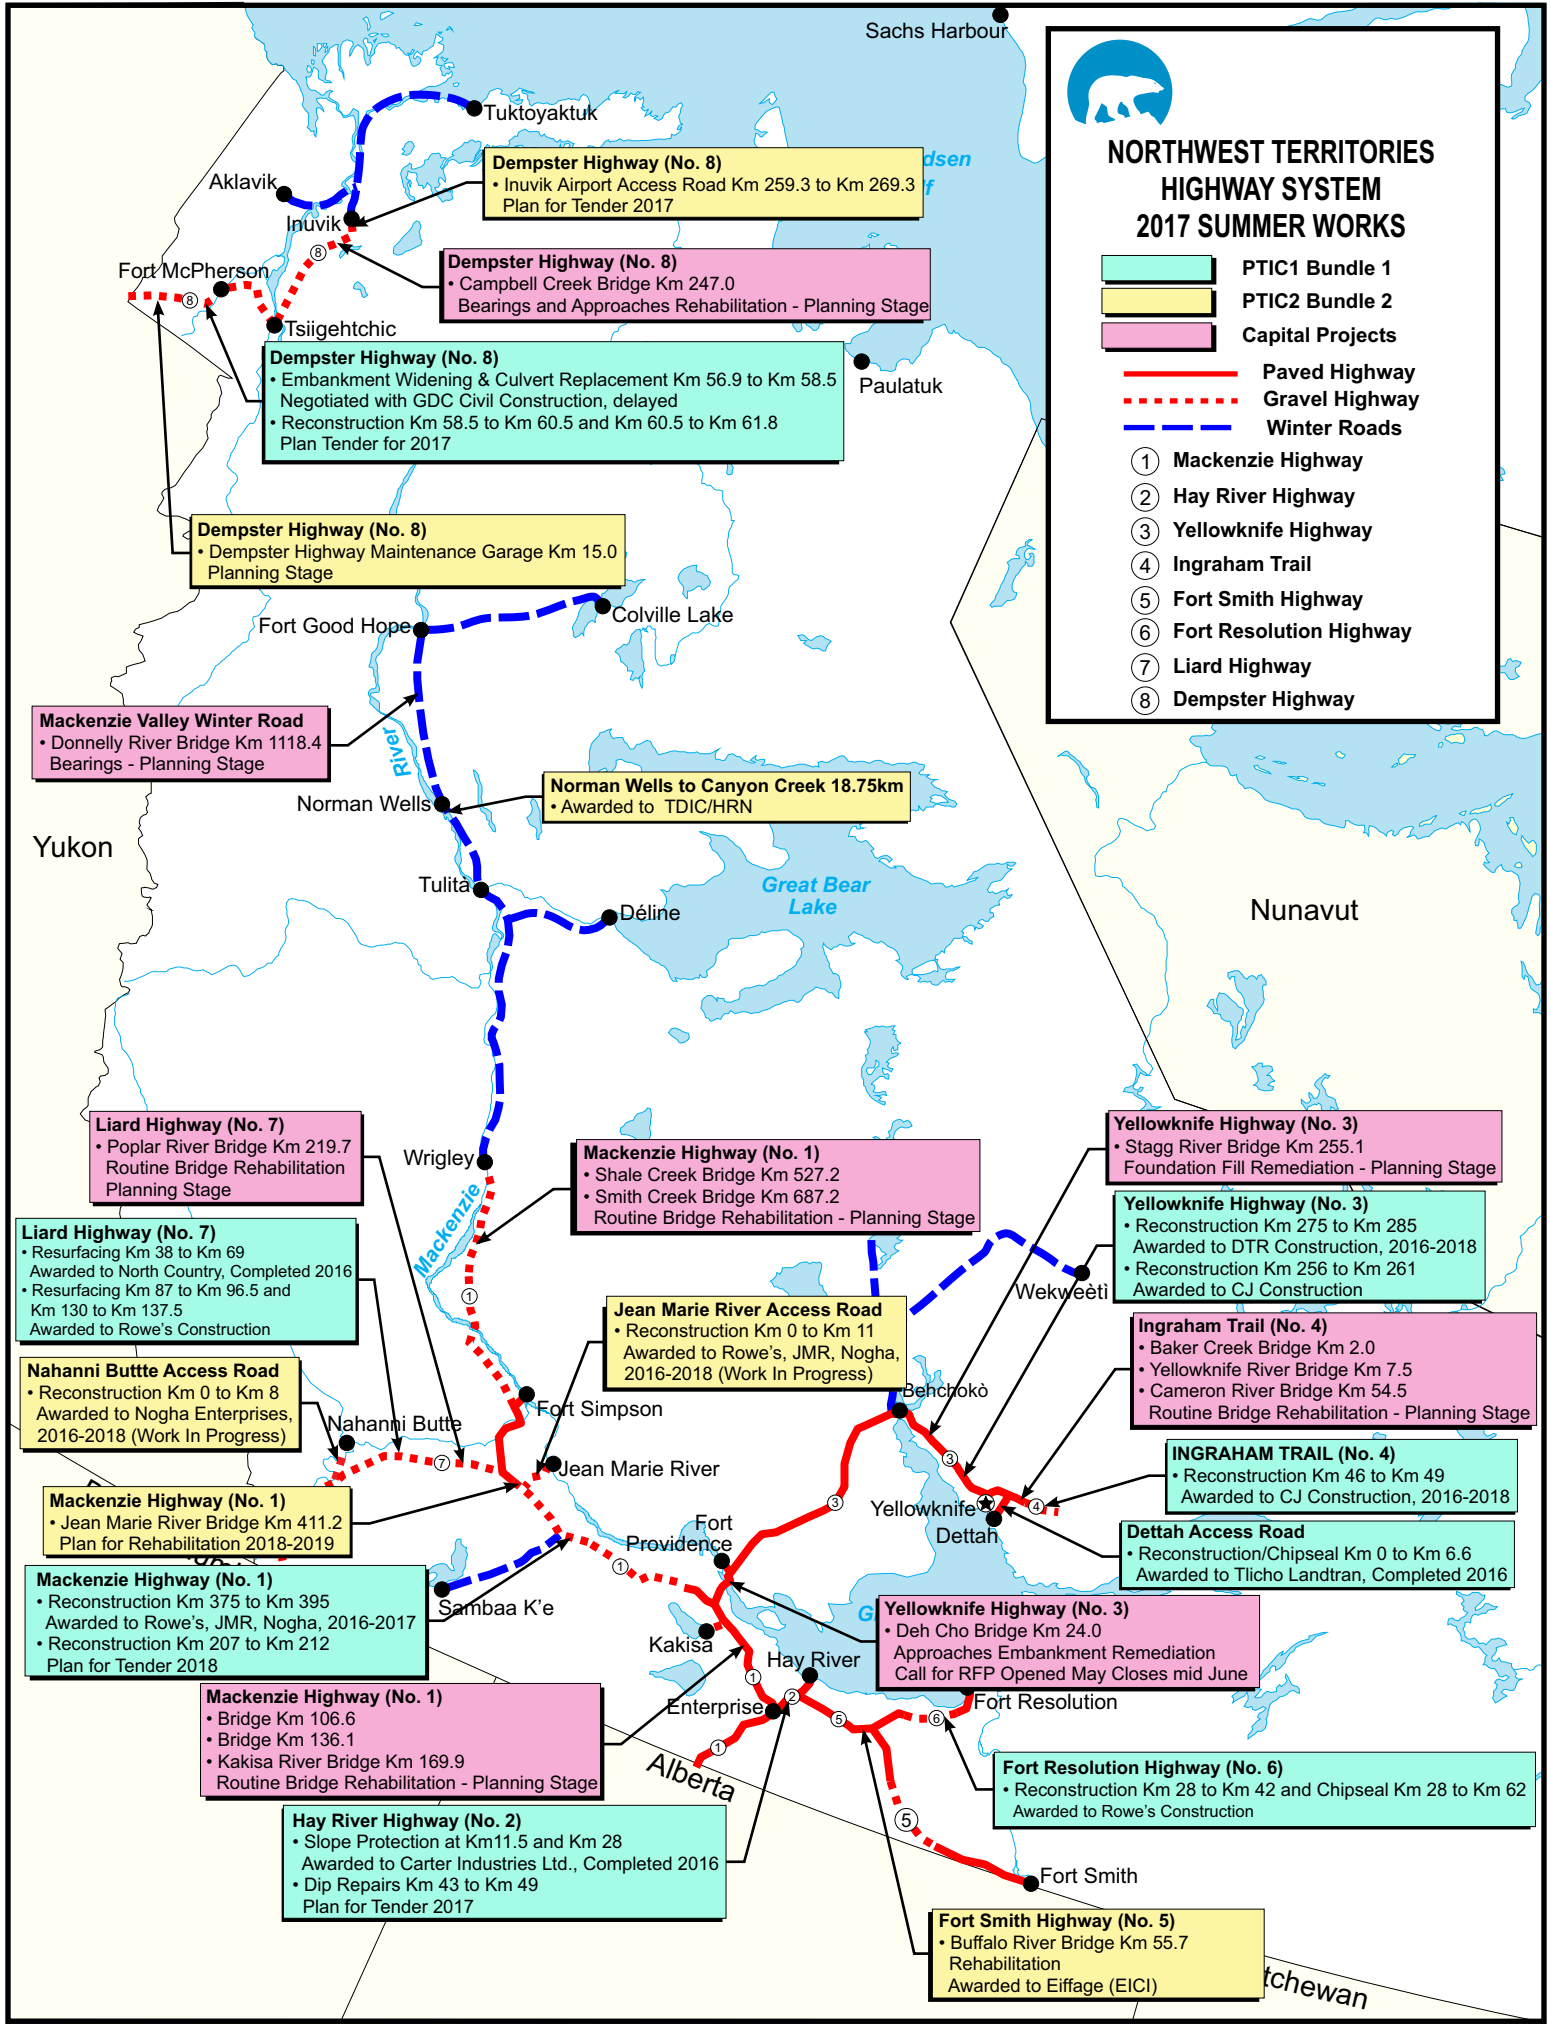 Sachs Harbour
NORTHWEST TERRITORIES
HIGHWAY SYSTEM
2017 SUMMER WORKS
PTIC1 Bundle 1
PTIC2 Bundle 2
Capital Projects
Paved Highway
Gravel Highway
Winter Roads
1 Mackenzie Highway
2 Hay River Highway
3 Yellowknife Highway
4 Ingraham Trail
5 Fort Smith Highway
6 Fort Resolution Highway
7 Liard Highway
8 Dempster Highway
Tuktoyaktuk
dsen
f
Dempster Highway (No. 8)
• Inuvik Airport Access Road Km 259.3 to Km 269.3
Plan for Tender 2017
Aklavik
Inuvik
8
Dempster Highway (No. 8)
• Campbell Creek Bridge Km 247.0
Bearings and Approaches Rehabilitation - Planning Stage
Fort McPherson
8
Tsiigehtchic
Dempster Highway (No. 8)
• Embankment Widening & Culvert Replacement Km 56.9 to Km 58.5
Negotiated with GDC Civil Construction, delayed
• Reconstruction Km 58.5 to Km 60.5 and Km 60.5 to Km 61.8
Plan Tender for 2017
Paulatuk
Dempster Highway (No. 8)
• Dempster Highway Maintenance Garage Km 15.0
Planning Stage
Colville Lake
Fort Good Hope
Mackenzie Valley Winter Road
• Donnelly River Bridge Km 1118.4
Bearings - Planning Stage
River
Norman Wells to Canyon Creek 18.75km
• Awarded to TDIC/HRN
Norman Wells
Yukon
Tulità
Great Bear
Lake
Déline
Nunavut
Liard Highway (No. 7)
• Poplar River Bridge Km 219.7
Routine Bridge Rehabilitation
Planning Stage
Wrigley
Mackenzie
Mackenzie Highway (No. 1)
• Shale Creek Bridge Km 527.2
• Smith Creek Bridge Km 687.2
Routine Bridge Rehabilitation - Planning Stage
Yellowknife Highway (No. 3)
• Stagg River Bridge Km 255.1
Foundation Fill Remediation - Planning Stage
Yellowknife Highway (No. 3)
• Reconstruction Km 275 to Km 285
Awarded to DTR Construction, 2016-2018
• Reconstruction Km 256 to Km 261
Awarded to CJ Construction
Wekweètì
Liard Highway (No. 7)
• Resurfacing Km 38 to Km 69
Awarded to North Country, Completed 2016
• Resurfacing Km 87 to Km 96.5 and
Km 130 to Km 137.5
Awarded to Rowe's Construction
1
Jean Marie River Access Road
• Reconstruction Km 0 to Km 11
Awarded to Rowe's, JMR, Nogha,
2016-2018 (Work In Progress)
Ingraham Trail (No. 4)
• Baker Creek Bridge Km 2.0
• Yellowknife River Bridge Km 7.5
• Cameron River Bridge Km 54.5
Routine Bridge Rehabilitation - Planning Stage
Nahanni Buttte Access Road
• Reconstruction Km 0 to Km 8
Awarded to Nogha Enterprises,
2016-2018 (Work In Progress)
Behchokò
Fort Simpson
Nahanni Butte
7
Jean Marie River
3
INGRAHAM TRAIL (No. 4)
• Reconstruction Km 46 to Km 49
Awarded to CJ Construction, 2016-2018
Mackenzie Highway (No. 1)
• Jean Marie River Bridge Km 411.2
Plan for Rehabilitation 2018-2019
3
Yellowknife
4
Dettah
Fort
Providence
Dettah Access Road
• Reconstruction/Chipseal Km 0 to Km 6.6
Awarded to Tlicho Landtran, Completed 2016
Mackenzie Highway (No. 1)
• Reconstruction Km 375 to Km 395
Awarded to Rowe's, JMR, Nogha, 2016-2017
• Reconstruction Km 207 to Km 212
Plan for Tender 2018
1
Sambaa K'e
Kakisa
G
Yellowknife Highway (No. 3)
• Deh Cho Bridge Km 24.0
Approaches Embankment Remediation
Call for RFP Opened May Closes mid June
Hay River
1
2
Enterprise
5
6
Fort Resolution
Mackenzie Highway (No. 1)
• Bridge Km 106.6
• Bridge Km 136.1
• Kakisa River Bridge Km 169.9
Routine Bridge Rehabilitation - Planning Stage
1
Alberta
Fort Resolution Highway (No. 6)
• Reconstruction Km 28 to Km 42 and Chipseal Km 28 to Km 62
Awarded to Rowe's Construction
Hay River Highway (No. 2)
• Slope Protection at Km11.5 and Km 28
Awarded to Carter Industries Ltd., Completed 2016
• Dip Repairs Km 43 to Km 49
Plan for Tender 2017
5
Fort Smith
Fort Smith Highway (No. 5)
• Buffalo River Bridge Km 55.7
Rehabilitation
Awarded to Eiffage (EICI)
tchewan